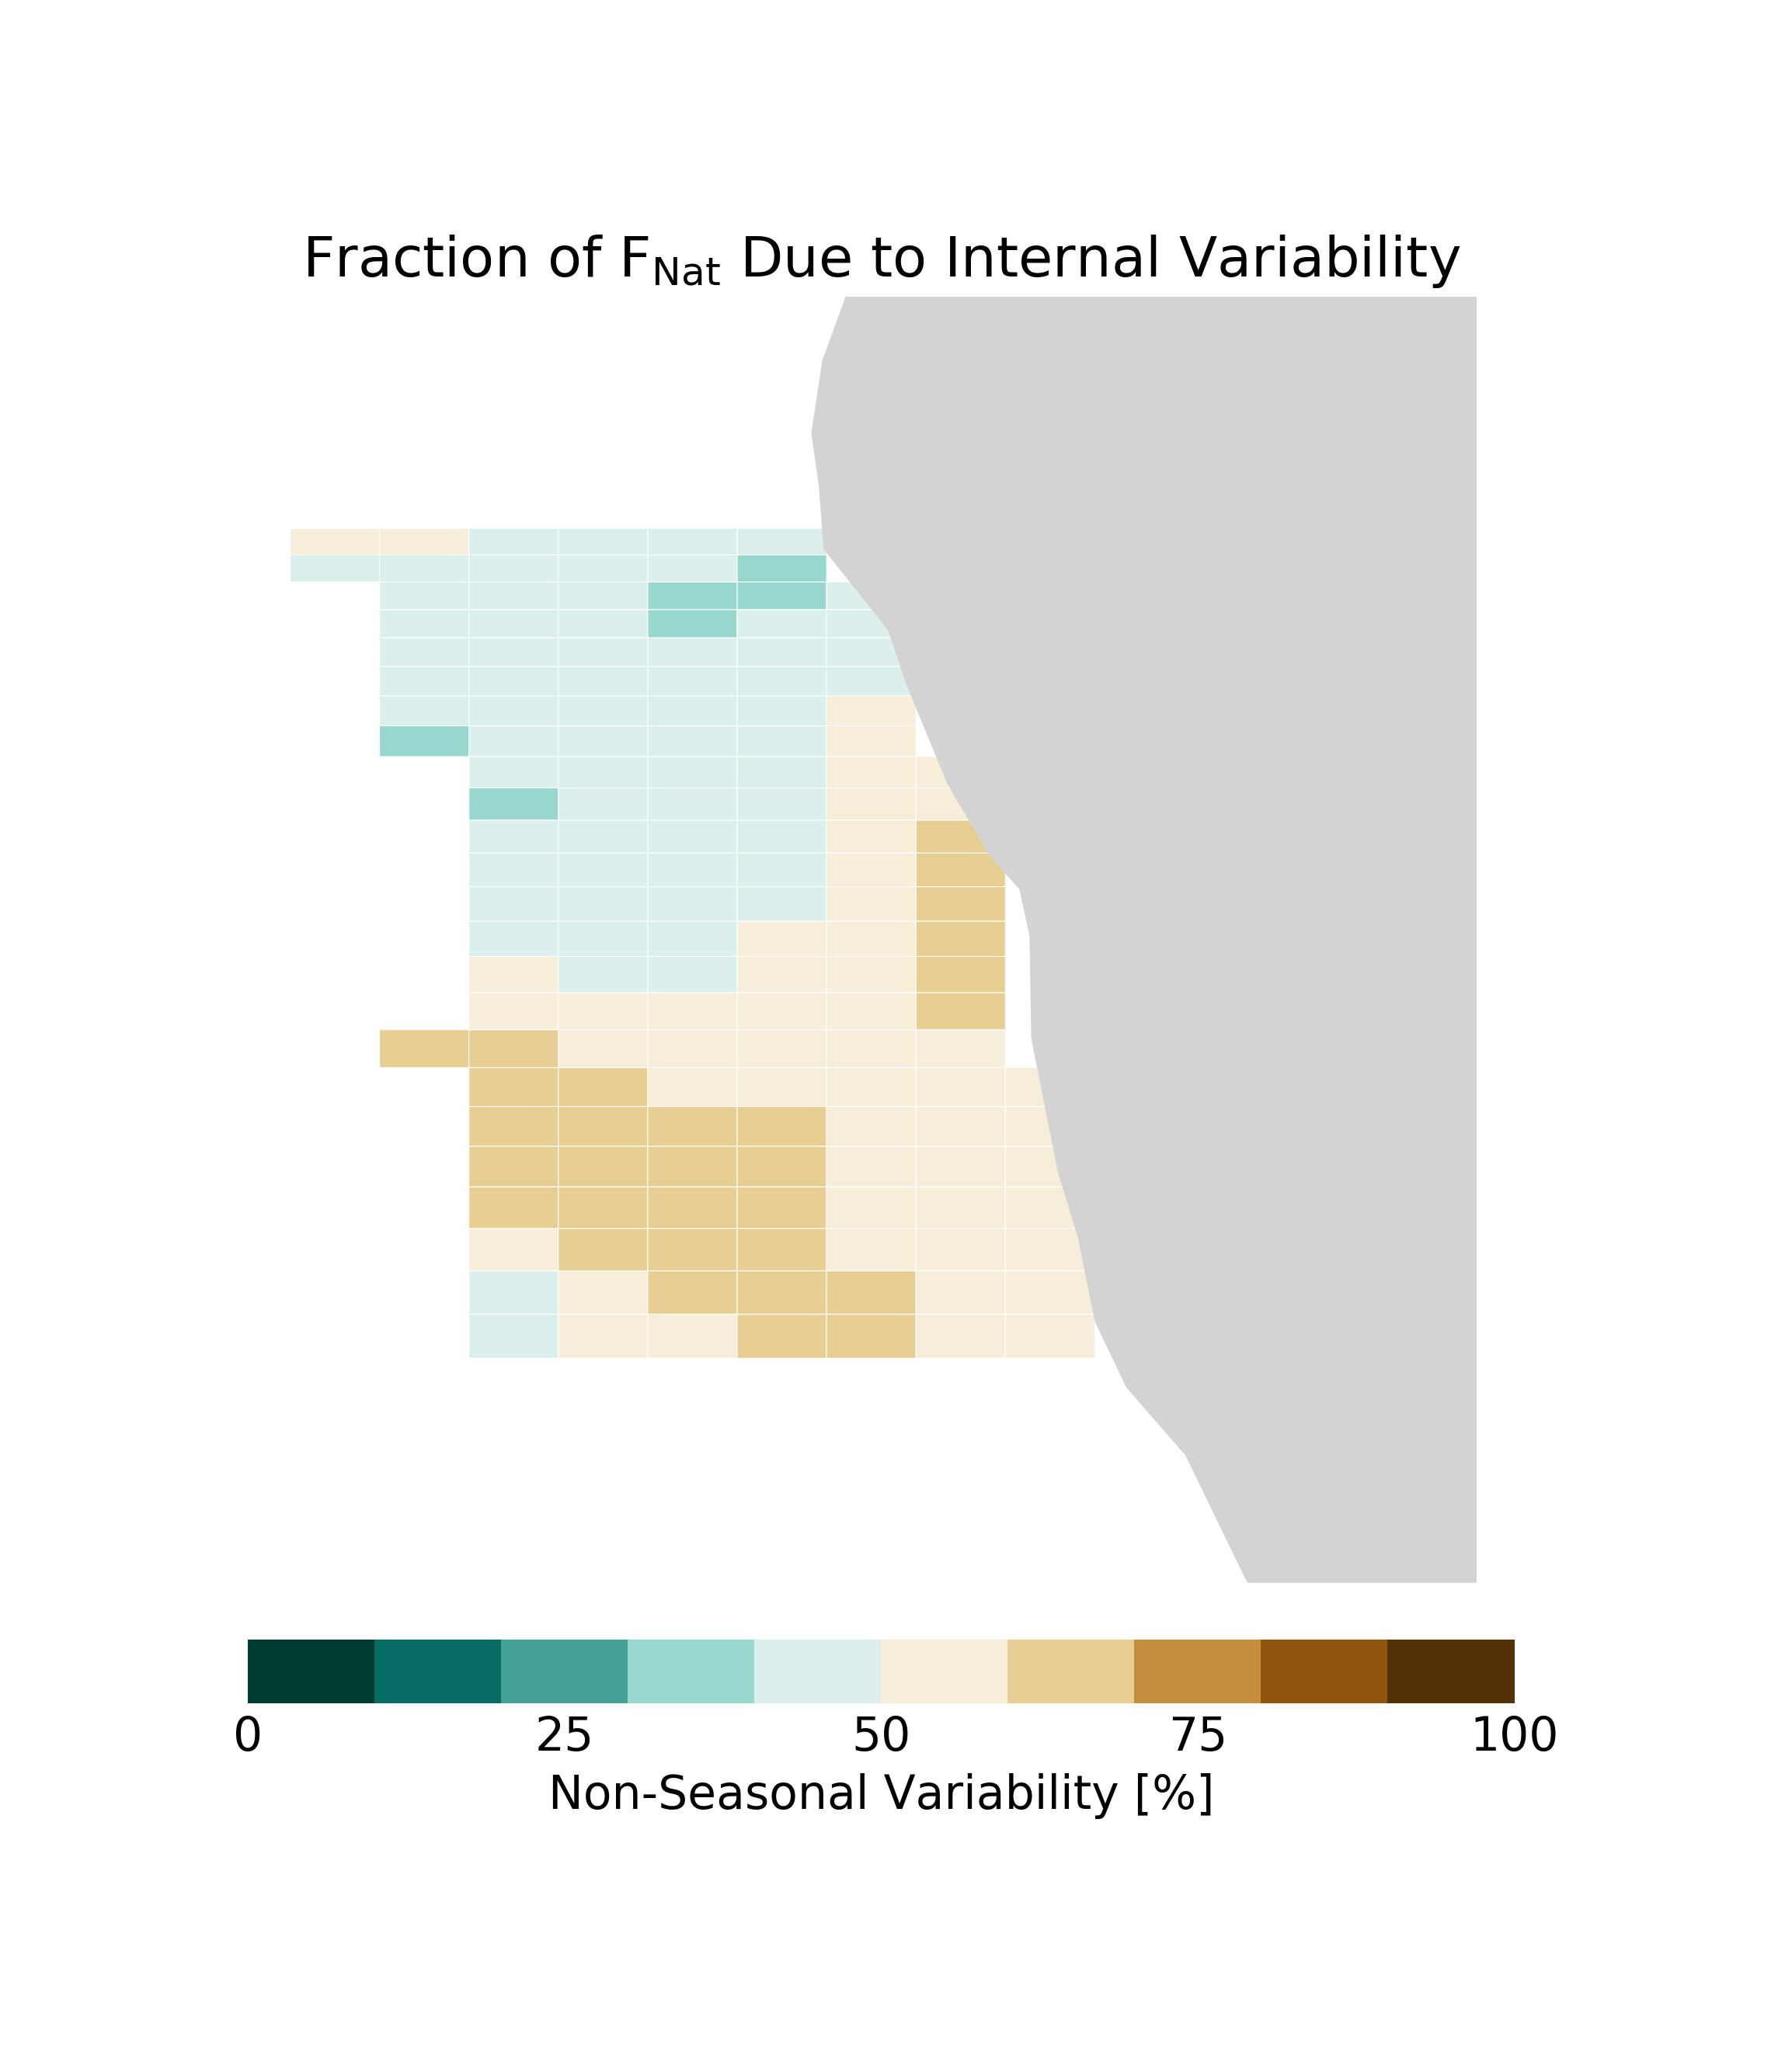 Fraction of F_Nat Due to Internal Variability
0 25 50 75 100
Non-Seasonal Variability [%]